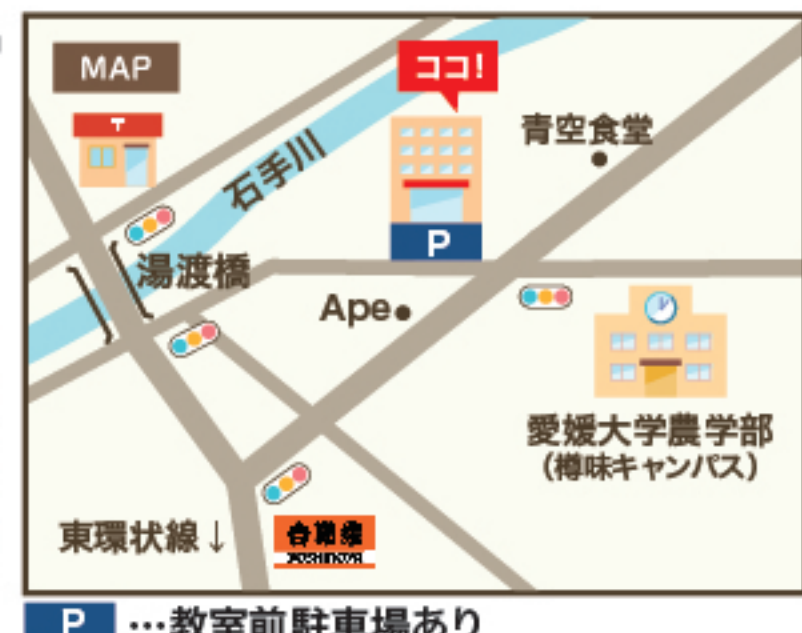 MAP
ココ!
〒
青空食堂
石手川
P
湯渡橋
Ape
愛媛大学農学部
(樽味キャンパス)
東環状線↓
吉野家
YOSHINOYA
P …教室前駐車場あり